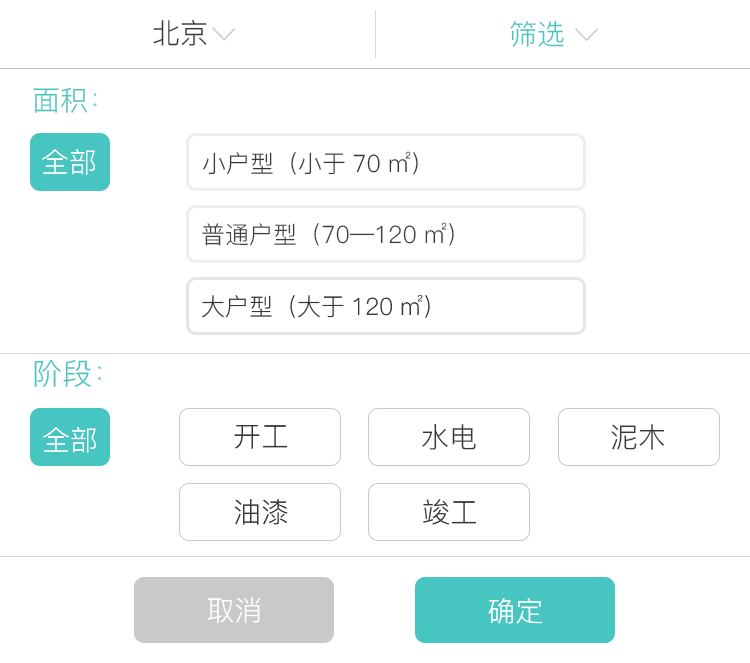 北京
筛选
面积：
全部
小户型（小于 70 ㎡）
普通户型（70—120 ㎡）
大户型（大于 120 ㎡）
阶段：
全部
开工
水电
泥木
油漆
竣工
取消
确定